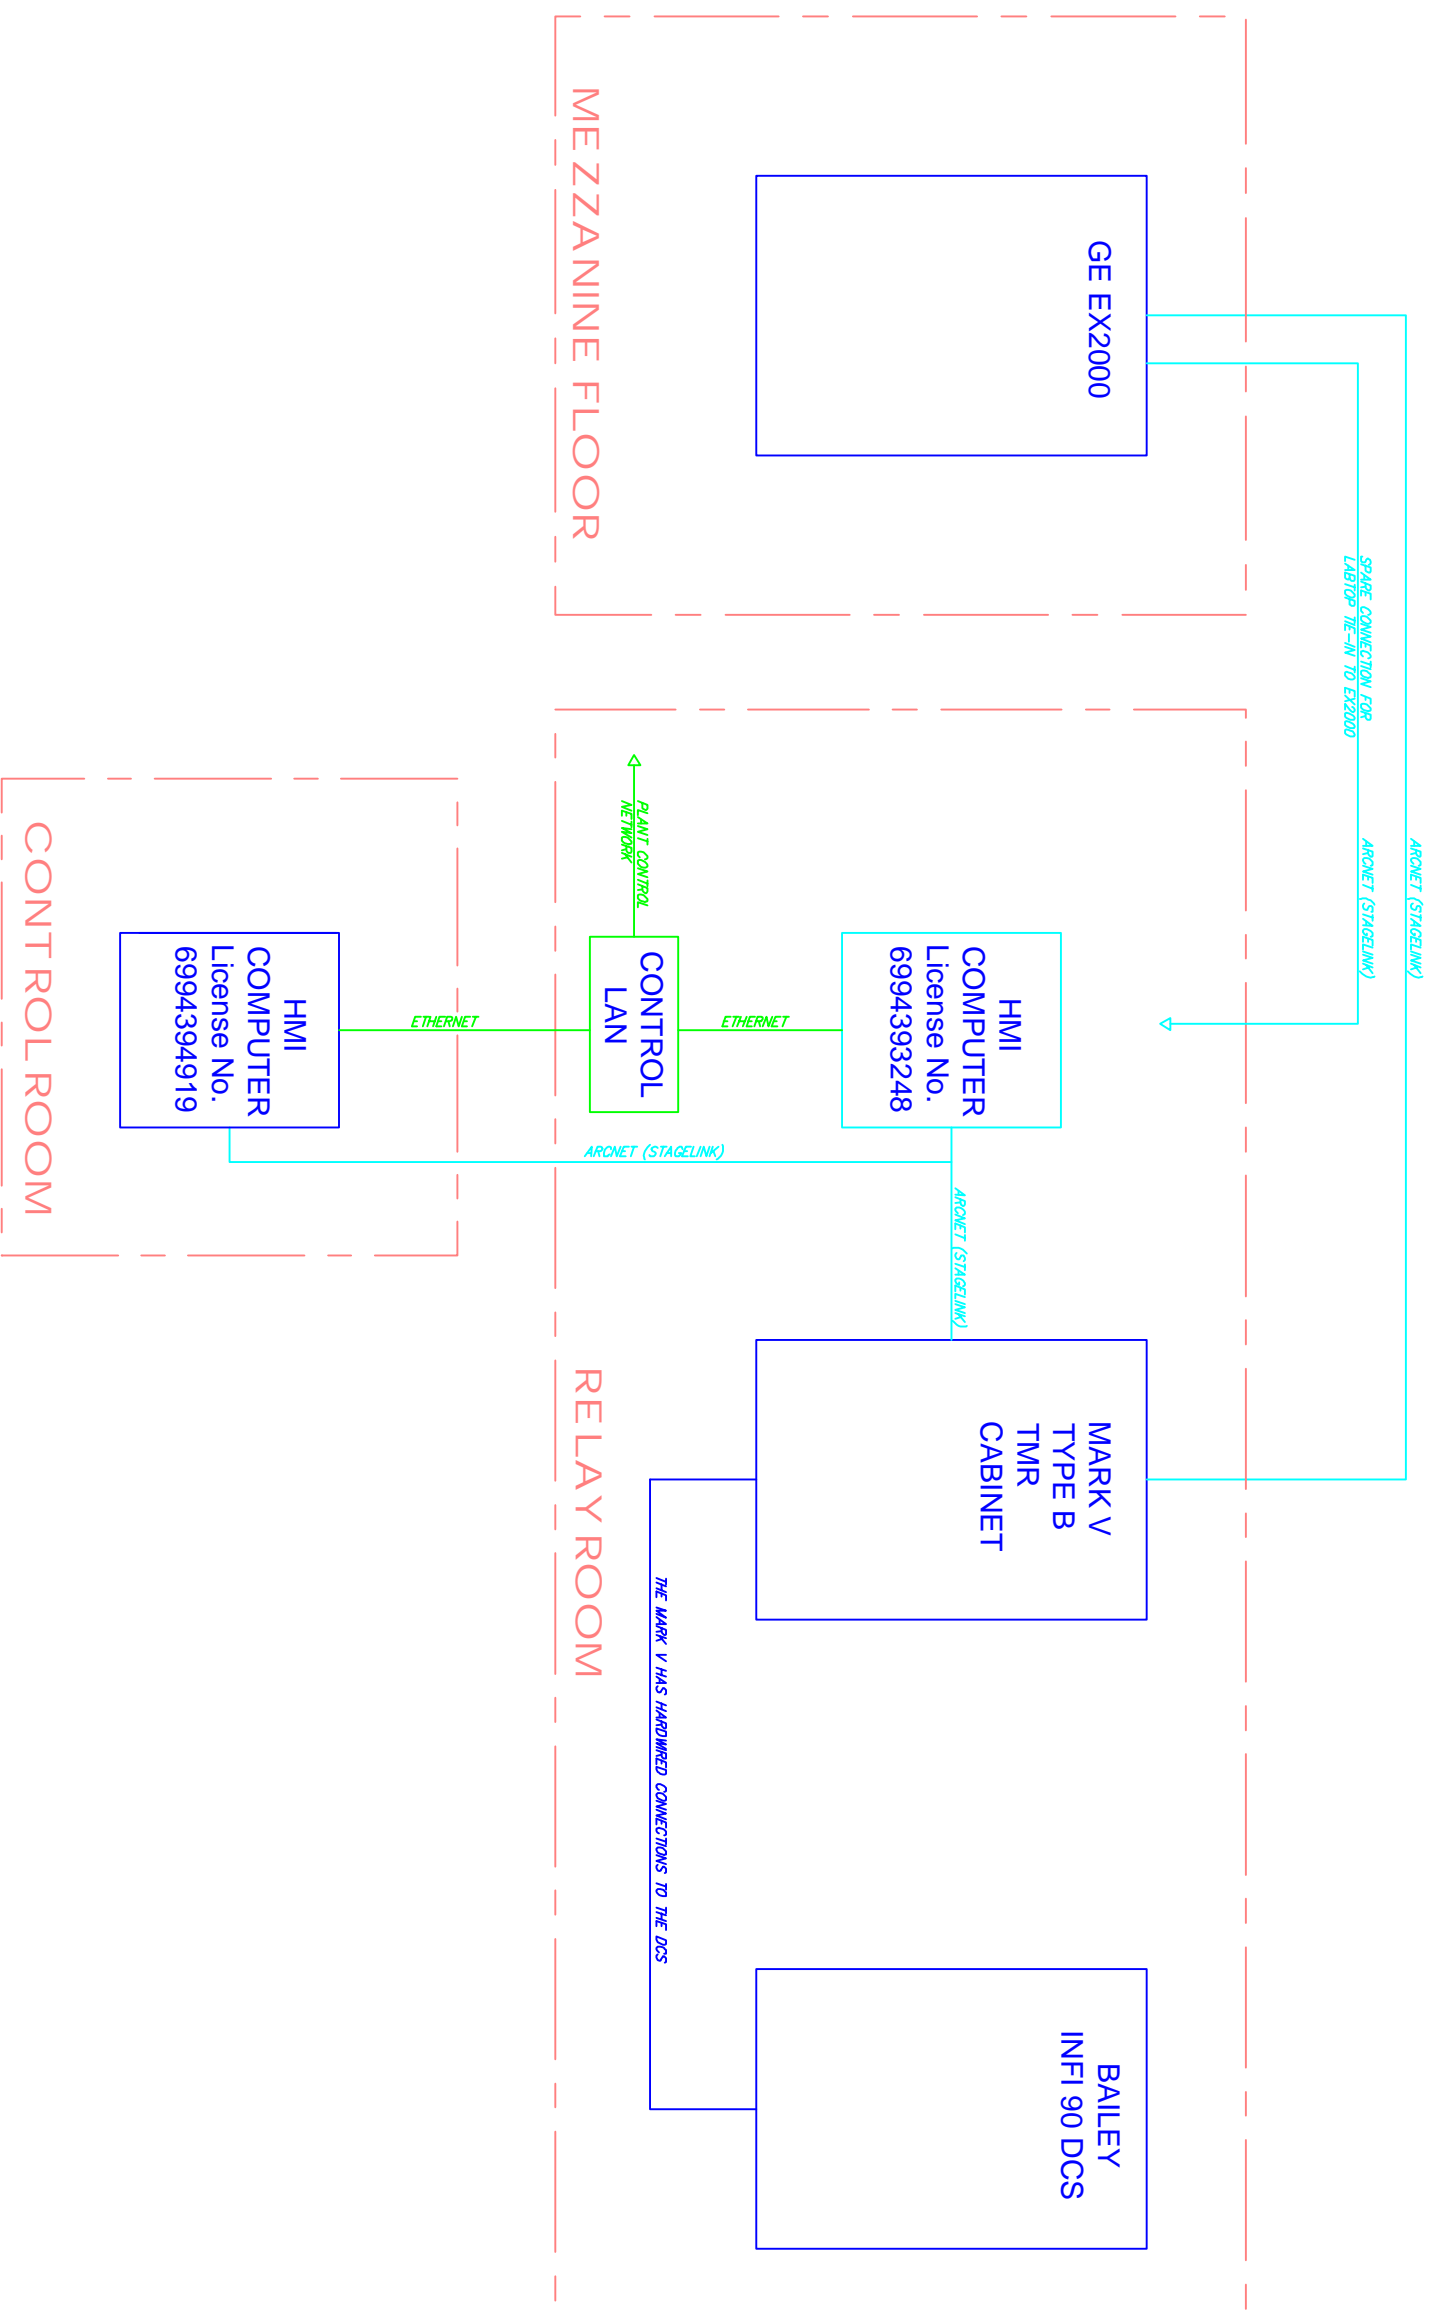 ARCNET (STAGELINK)
ARCNET (STAGELINK)
SPARE CONNECTION FOR
LABTOP TIE-IN TO EX2000
GE EX2000
MEZZANINE FLOOR
HMI
COMPUTER
License No.
6994393248
ARCNET (STAGELINK)
MARK V
TYPE B
TMR
CABINET
BAILEY
INFI 90 DCS
ETHERNET
PLANT CONTROL
NETWORK
CONTROL
LAN
ARCNET (STAGELINK)
THE MARK V HAS HARDWIRED CONNECTIONS TO THE DCS
RELAY ROOM
ETHERNET
HMI
COMPUTER
License No.
6994394919
CONTROL ROOM